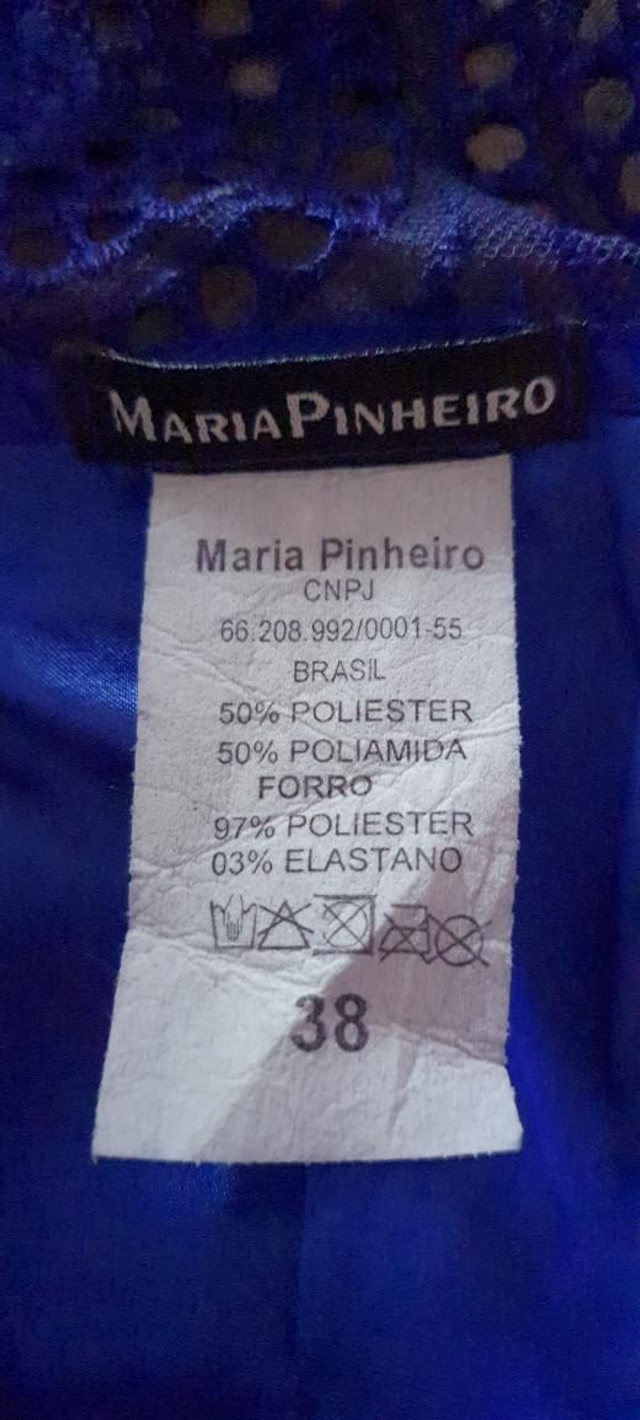 MARIAPINHEIRO
Maria Pinheiro
CNPJ
66.208.992/0001-55
BRASIL
50% POLIESTER
50% POLIAMIDA
FORRO
97% POLIESTER
03% ELASTANO
38